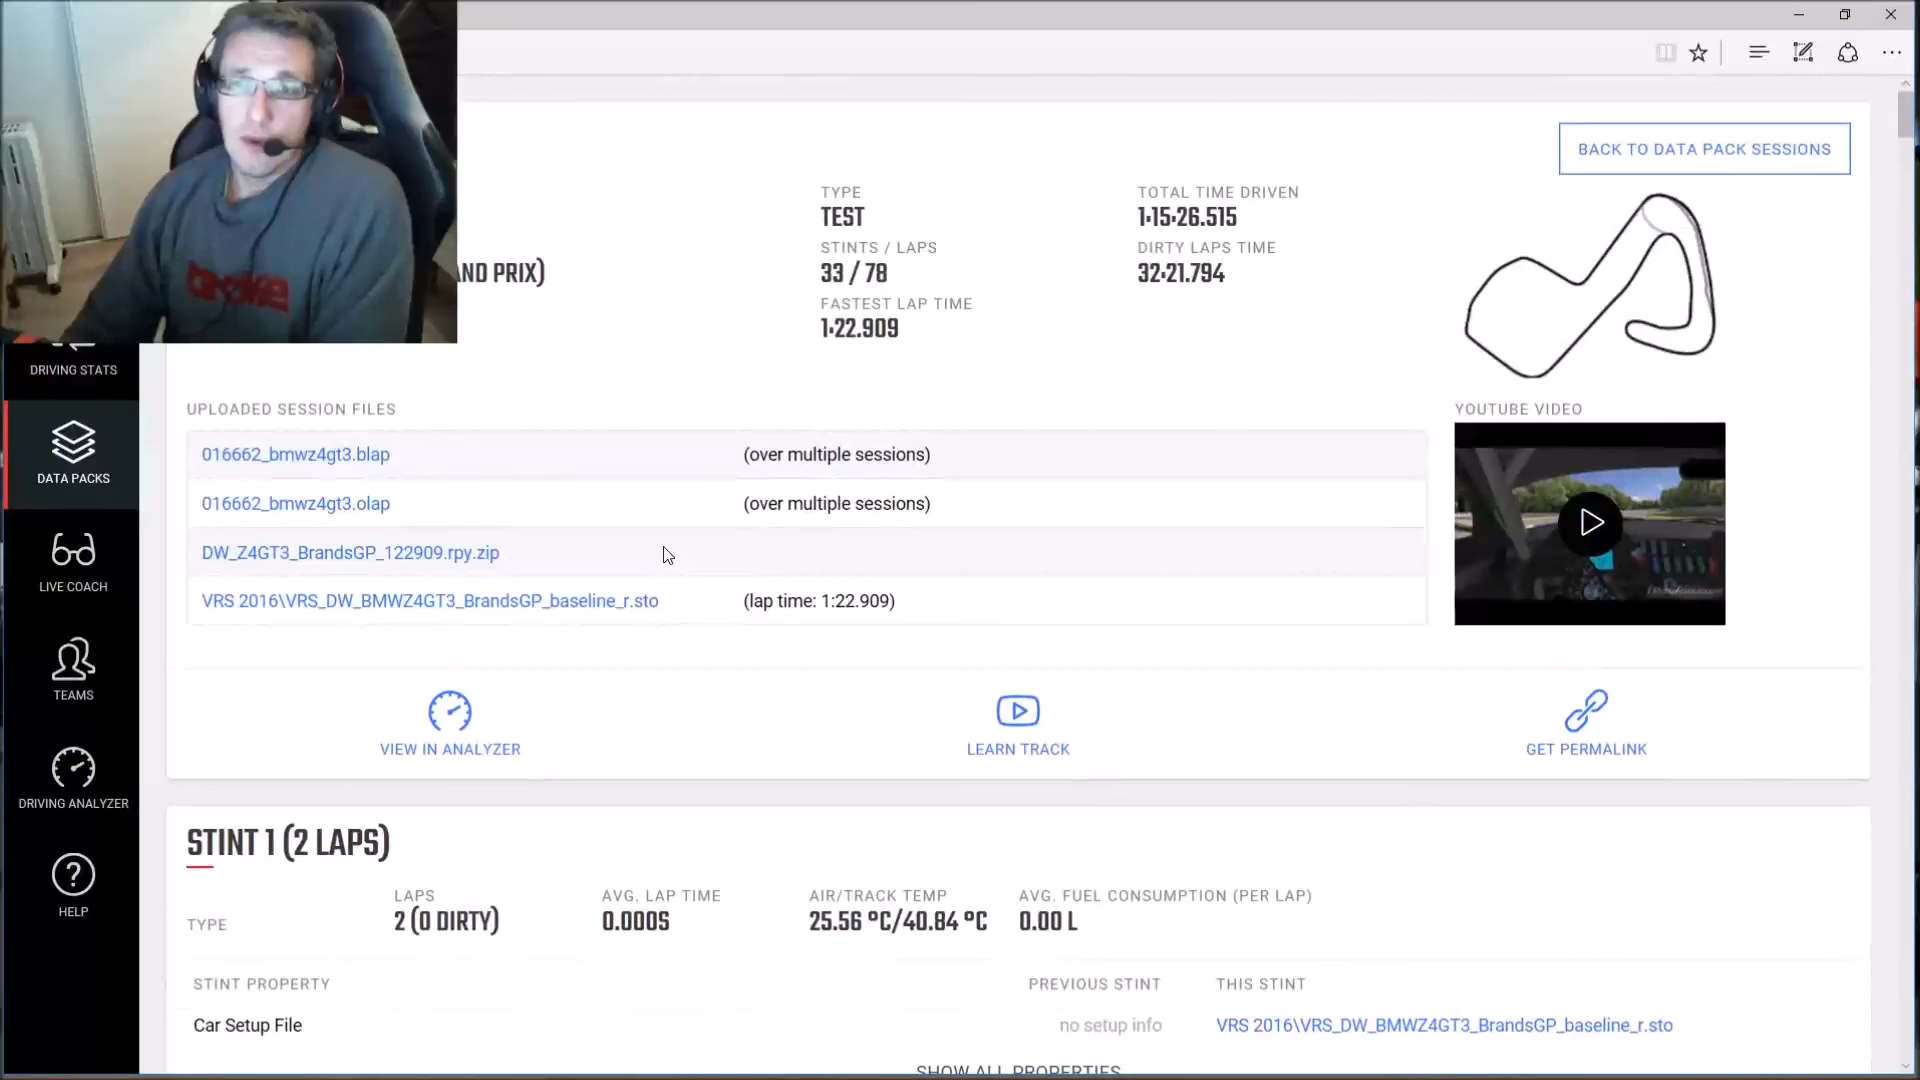 BACK TO DATA PACK SESSIONS
TYPE
TEST
TOTAL TIME DRIVEN
1:15:26.515
STINTS / LAPS
33 / 78
DIRTY LAPS TIME
32:21.794
AND PRIX)
FASTEST LAP TIME
1:22.909
DRIVING STATS
DATA PACKS
LIVE COACH
TEAMS
DRIVING ANALYZER
HELP
UPLOADED SESSION FILES
016662_bmwz4gt3.blap (over multiple sessions)
016662_bmwz4gt3.olap (over multiple sessions)
DW_Z4GT3_BrandsGP_122909.rpy.zip
VRS 2016\VRS_DW_BMWZ4GT3_BrandsGP_baseline_r.sto (lap time: 1:22.909)
YOUTUBE VIDEO
VIEW IN ANALYZER
LEARN TRACK
GET PERMALINK
STINT 1 (2 LAPS)
TYPE
LAPS
2 (0 DIRTY)
AVG. LAP TIME
0.000S
AIR/TRACK TEMP
25.56 ºC/40.84 ºC
AVG. FUEL CONSUMPTION (PER LAP)
0.00 L
STINT PROPERTY PREVIOUS STINT THIS STINT
Car Setup File no setup info VRS 2016\VRS_DW_BMWZ4GT3_BrandsGP_baseline_r.sto
SHOW ALL PROPERTIES